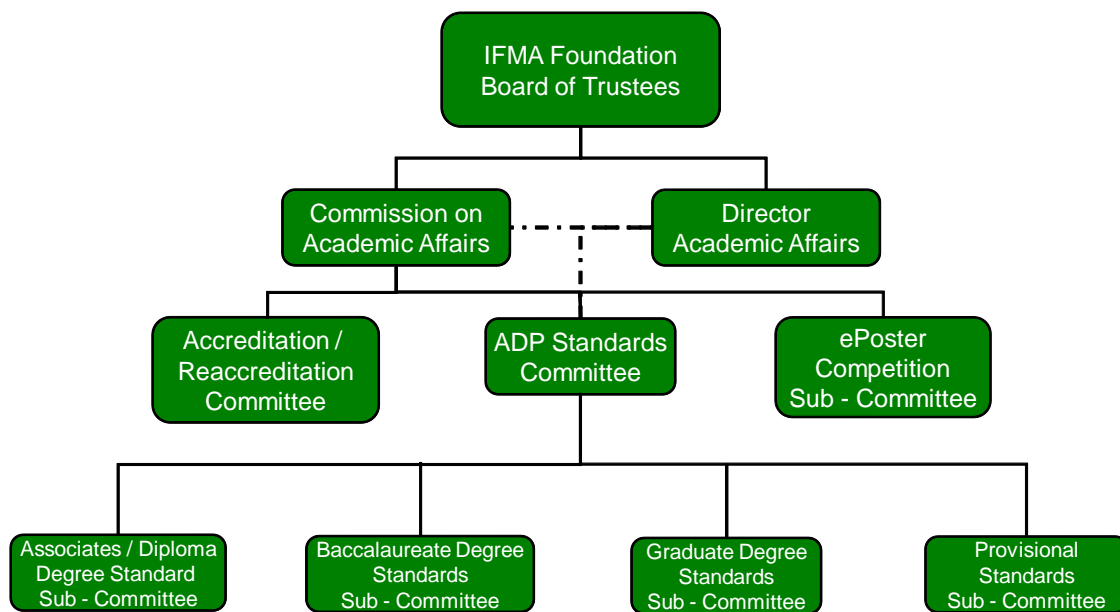 IFMA Foundation
Board of Trustees
Commission on
Academic Affairs
Director
Academic Affairs
Accreditation /
Reaccreditation
Committee
ADP Standards
Committee
ePoster
Competition
Sub - Committee
Associates / Diploma
Degree Standard
Sub - Committee
Baccalaureate Degree
Standards
Sub - Committee
Graduate Degree
Standards
Sub - Committee
Provisional
Standards
Sub - Committee